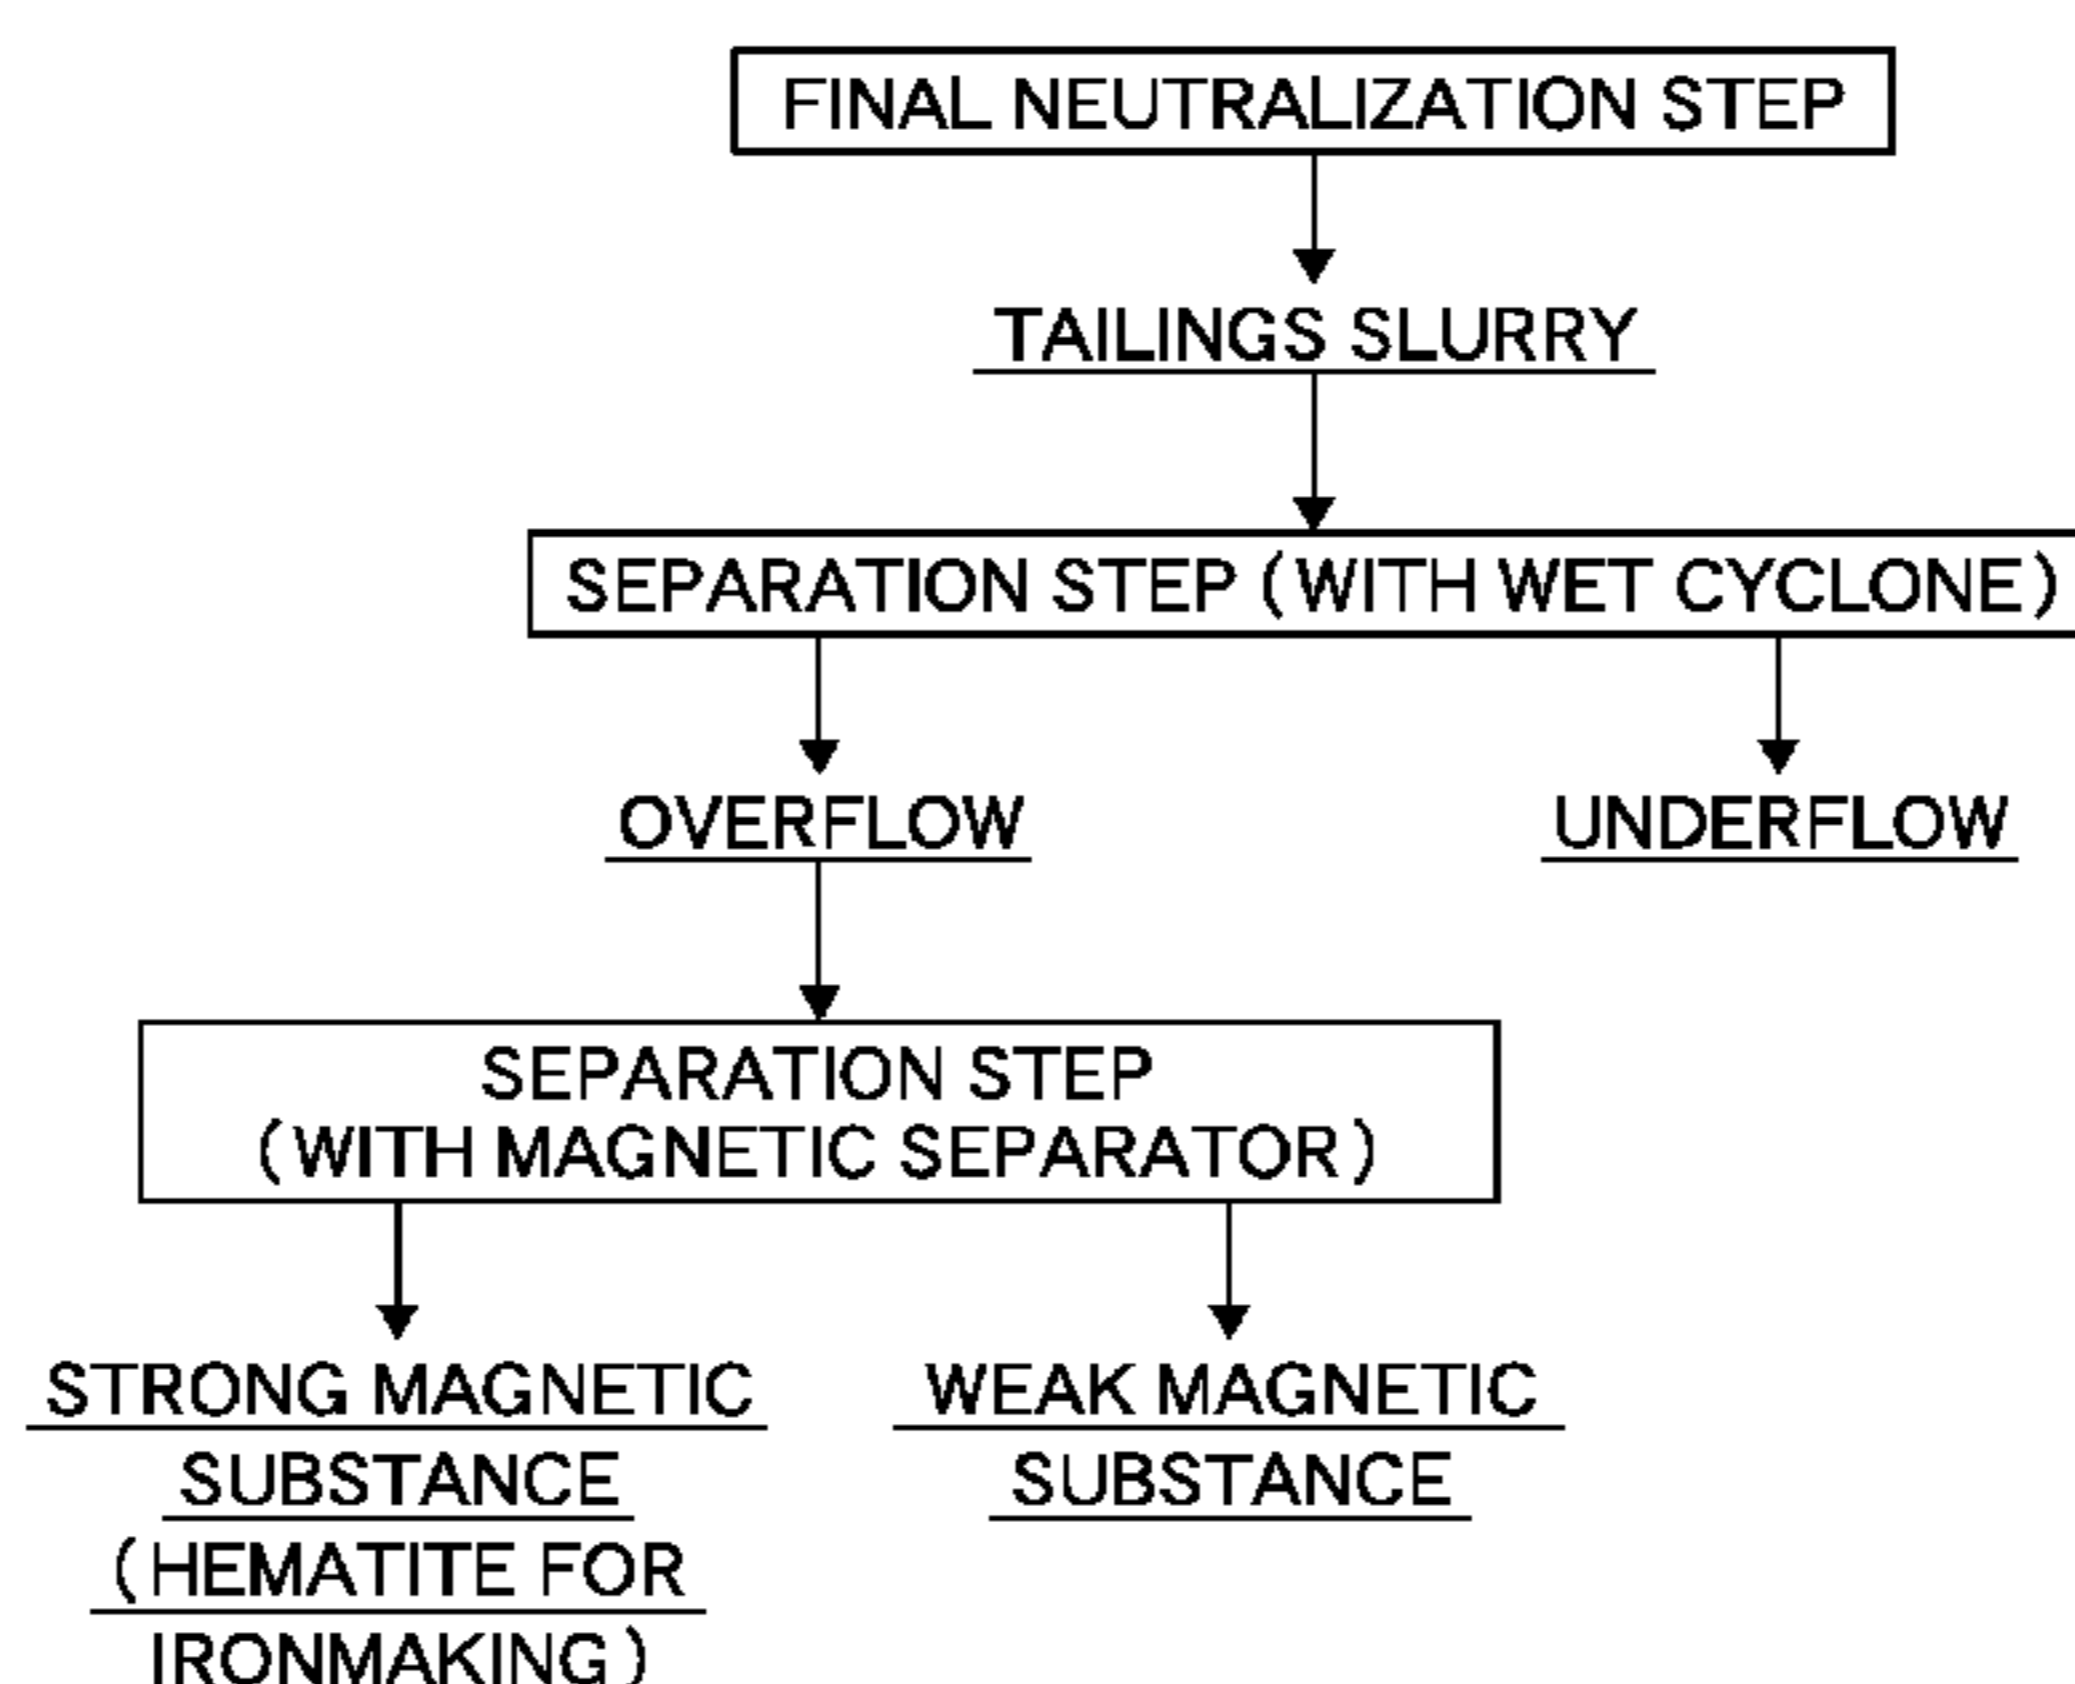 FINAL NEUTRALIZATION STEP
TAILINGS SLURRY
SEPARATION STEP (WITH WET CYCLONE)
OVERFLOW
UNDERFLOW
SEPARATION STEP
(WITH MAGNETIC SEPARATOR)
STRONG MAGNETIC
SUBSTANCE
(HEMATITE FOR
IRONMAKING)
WEAK MAGNETIC
SUBSTANCE